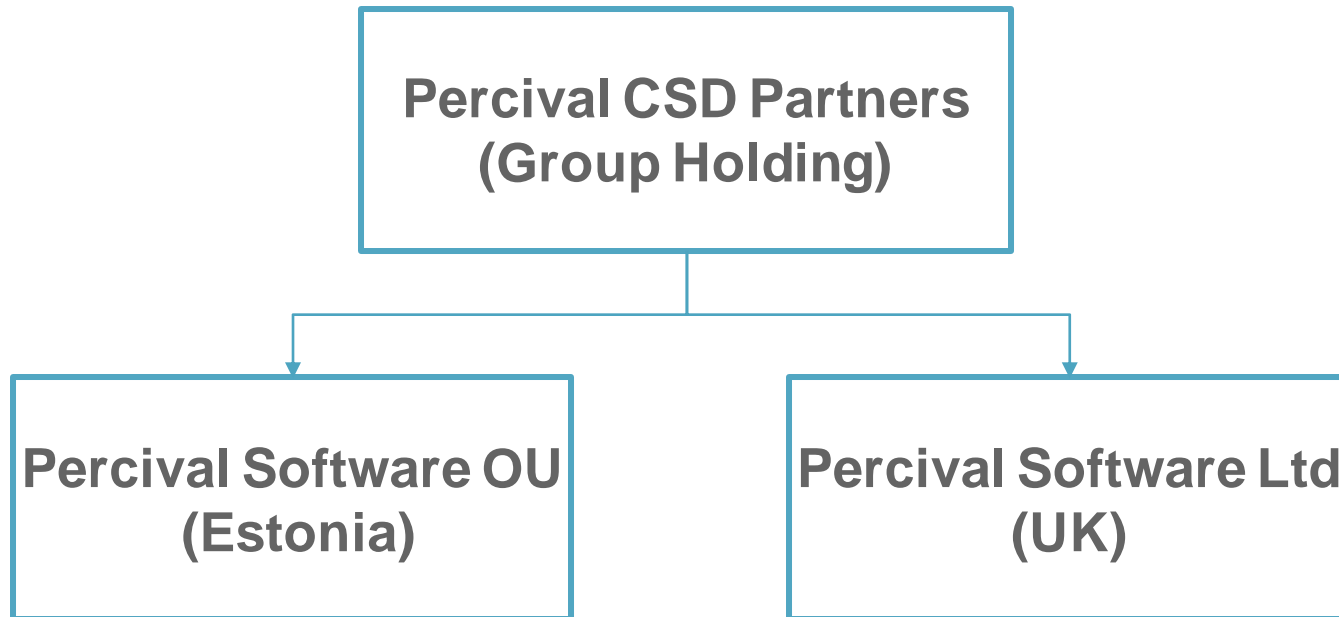 Percival CSD Partners
(Group Holding)
Percival Software OU
(Estonia)
Percival Software Ltd
(UK)